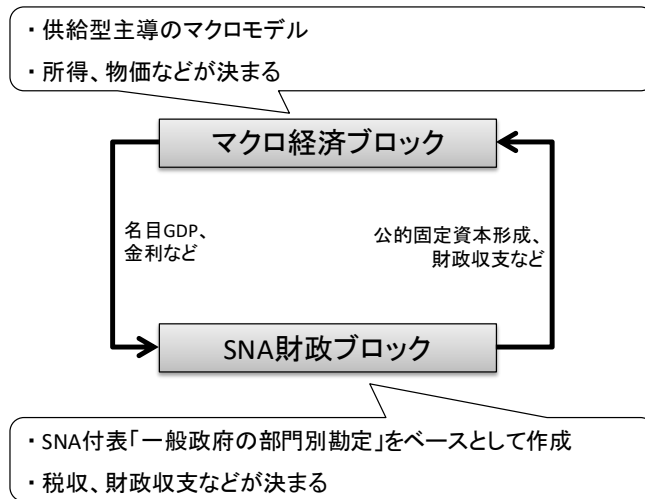 ・供給型主導のマクロモデル
・所得、物価などが決まる
マクロ経済ブロック
名目GDP、
金利など
公的固定資本形成、
財政収支など
SNA財政ブロック
・SNA付表「一般政府の部門別勘定」をベースとして作成
・税収、財政収支などが決まる